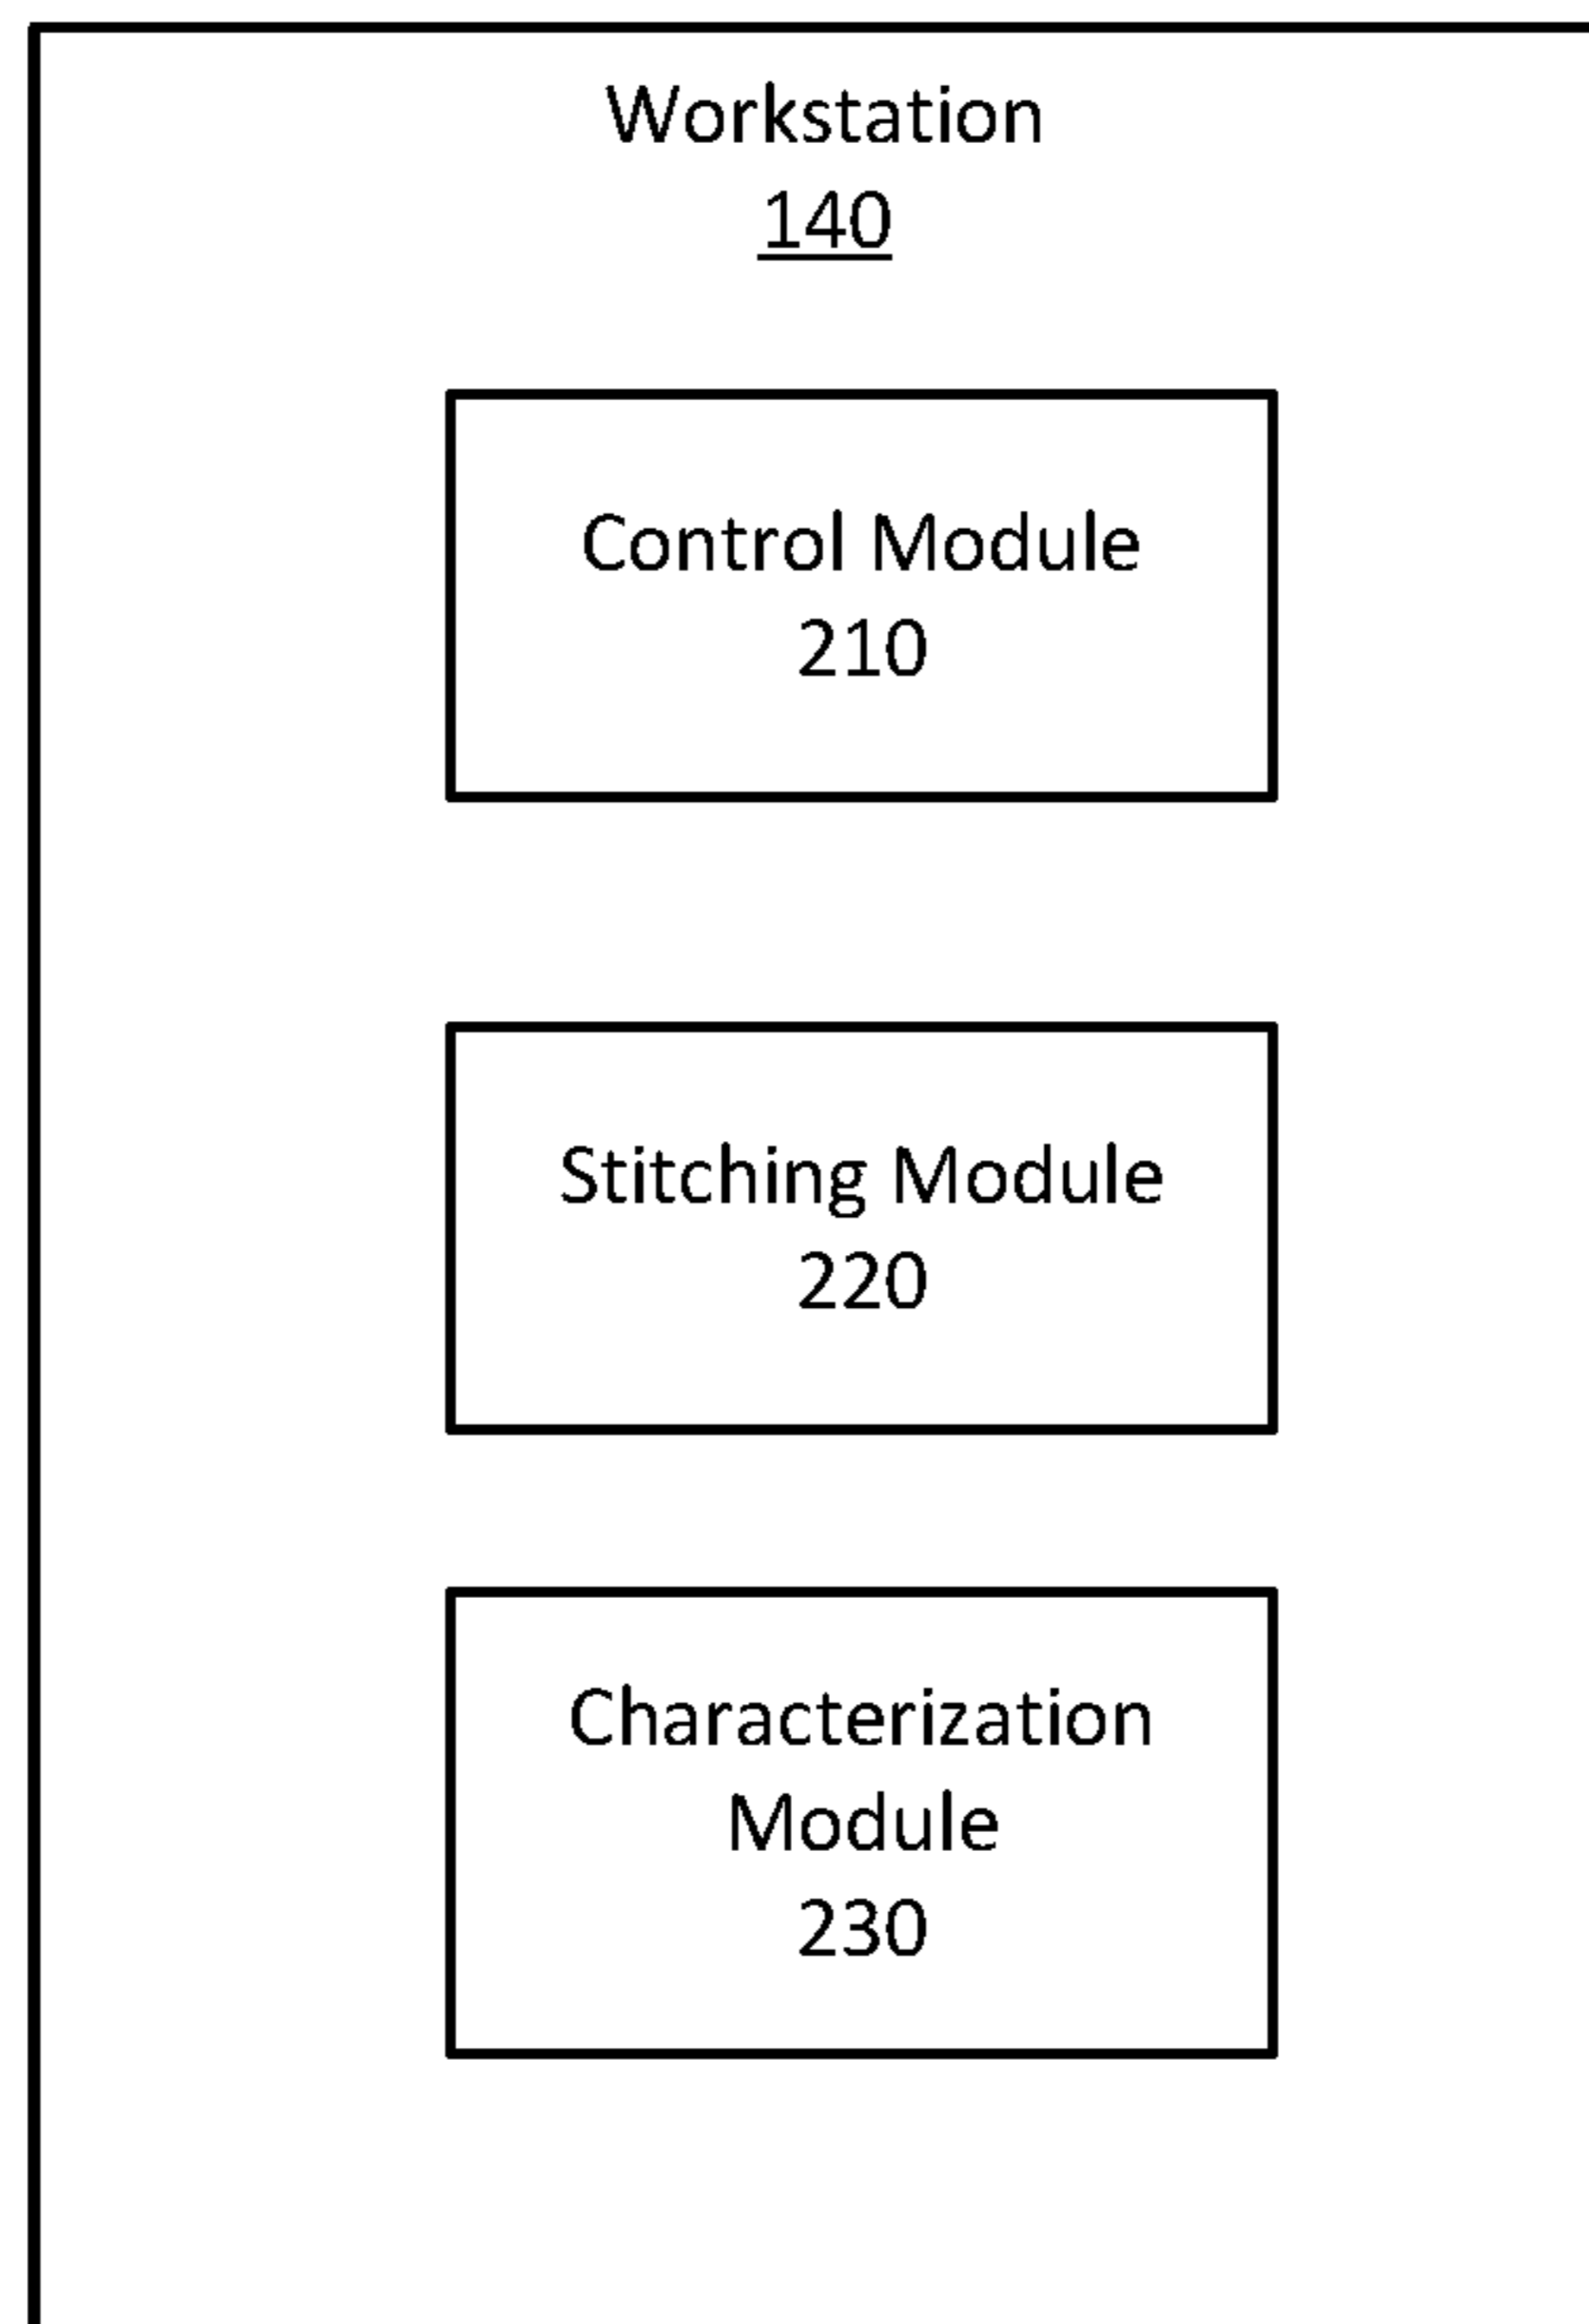 Workstation
140
Control Module
210
Stitching Module
220
Characterization
Module
230